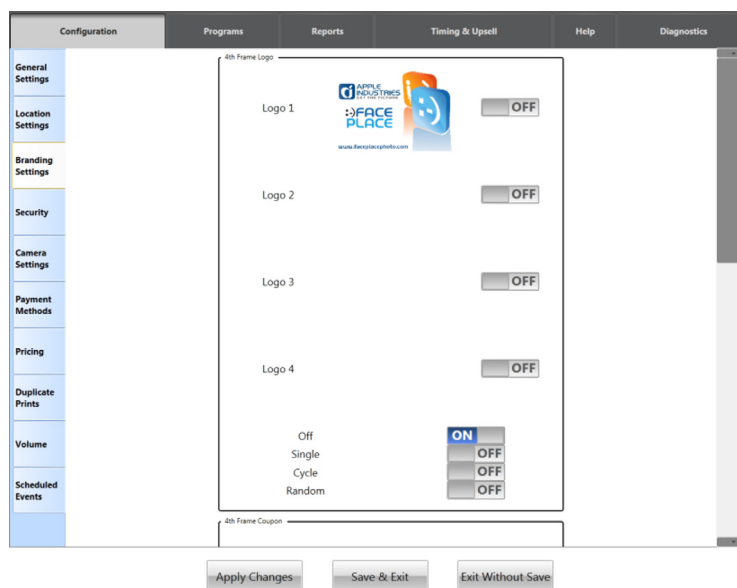 Configuration
Programs
Reports
Timing & Upsell
Help
Diagnostics
General
Settings
Location
Settings
Branding
Settings
Security
Camera
Settings
Payment
Methods
Pricing
Duplicate
Prints
Volume
Scheduled
Events
4th Frame Logo
Logo 1
APPLE
INDUSTRIES
GET THE PICTURE
:)FACE
PLACE
www.faceplacephoto.com
OFF
Logo 2
OFF
Logo 3
OFF
Logo 4
OFF
Off
ON
Single
OFF
Cycle
OFF
Random
OFF
4th Frame Coupon
Apply Changes
Save & Exit
Exit Without Save